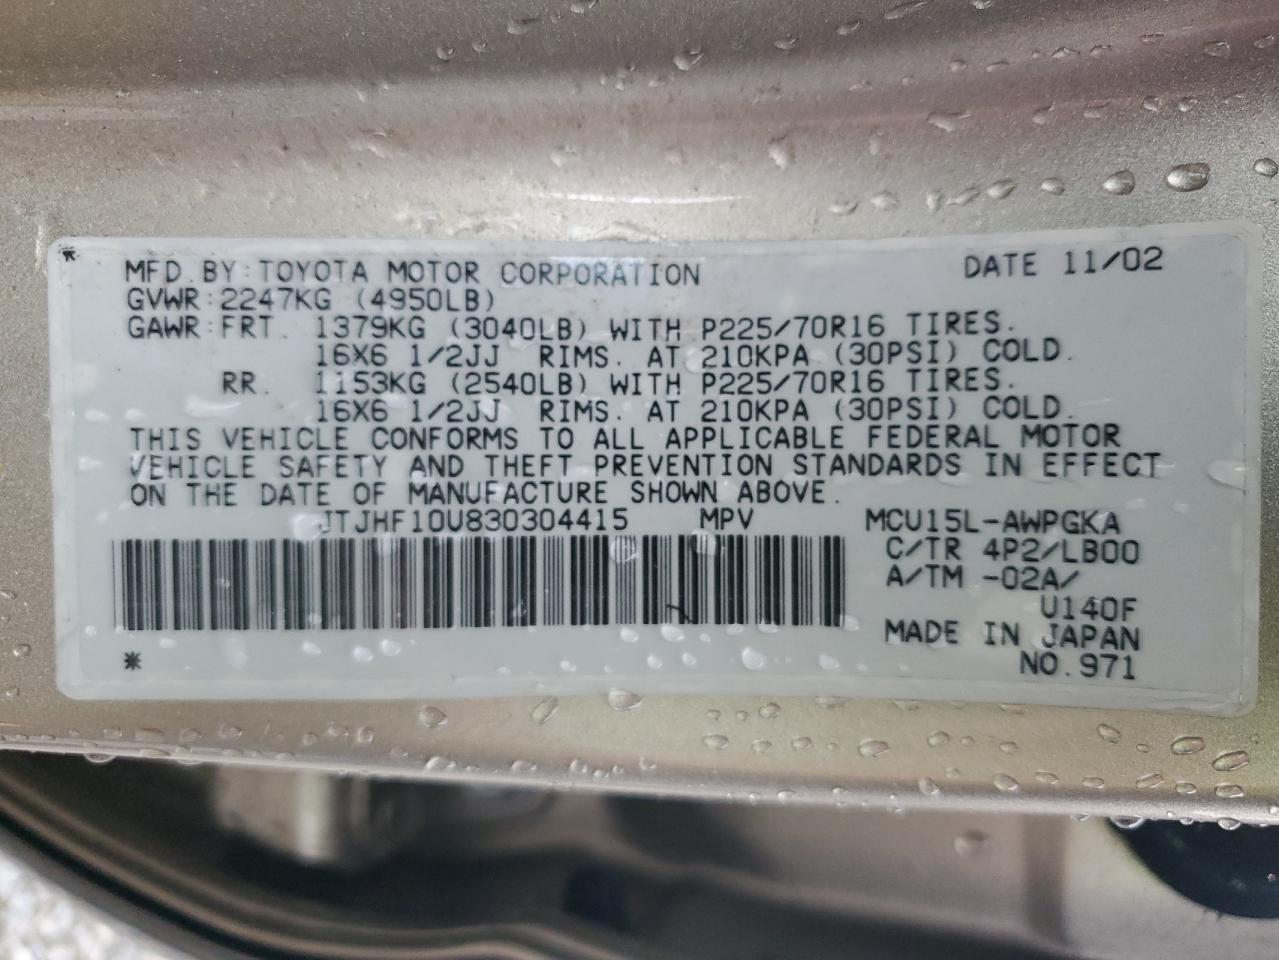 MFD. BY: TOYOTA MOTOR CORPORATION DATE 11/02
GVWR: 2247KG (4950LB)
GAWR: FRT. 1379KG (3040LB) WITH P225/70R16 TIRES.
16X6 1/2JJ RIMS. AT 210KPA (30PSI) COLD.
RR. 1153KG (2540LB) WITH P225/70R16 TIRES.
16X6 1/2JJ RIMS. AT 210KPA (30PSI) COLD.
THIS VEHICLE CONFORMS TO ALL APPLICABLE FEDERAL MOTOR
VEHICLE SAFETY AND THEFT PREVENTION STANDARDS IN EFFECT
ON THE DATE OF MANUFACTURE SHOWN ABOVE.
JTJHF10U830304415 MPV MCU15L-AWPGKA
C/TR 4P2/LB00
A/TM -02A/
U140F
MADE IN JAPAN
NO.971